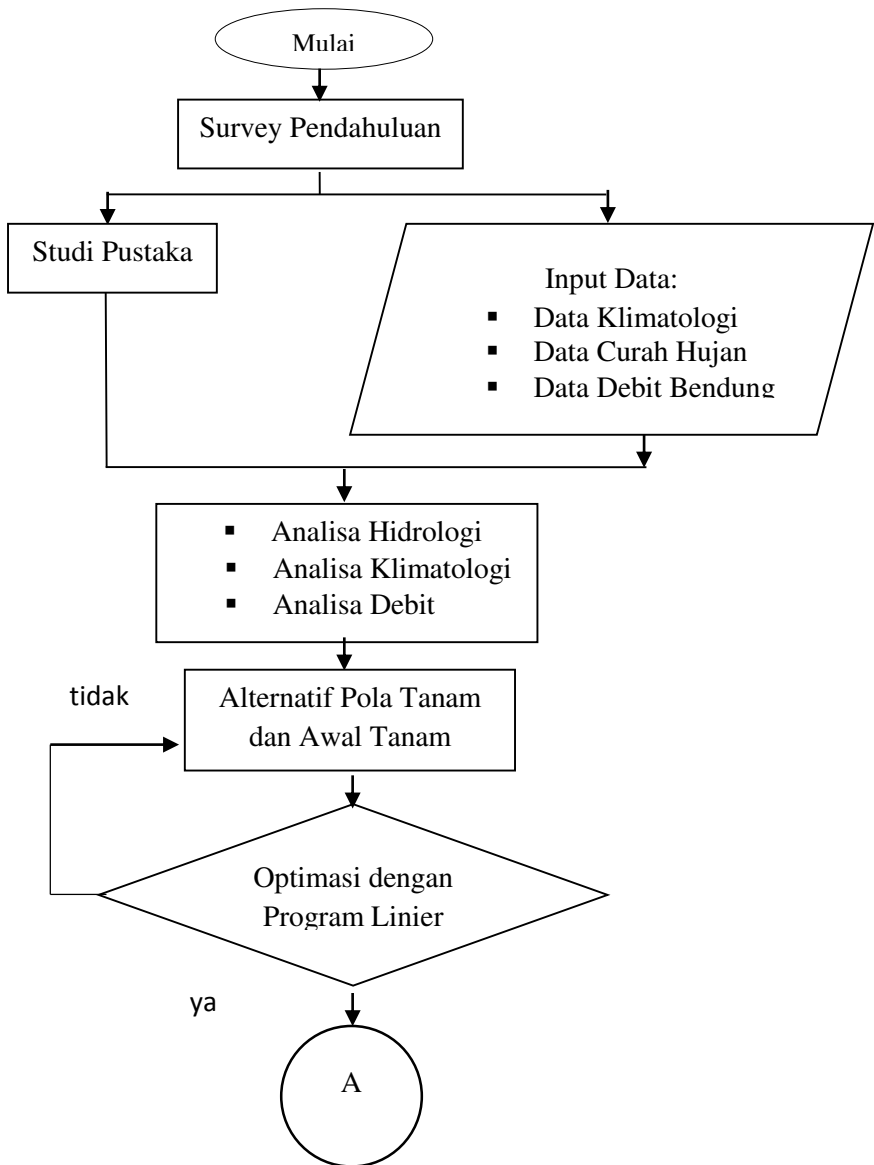 Mulai
Survey Pendahuluan
Studi Pustaka
Input Data:
▪ Data Klimatologi
▪ Data Curah Hujan
▪ Data Debit Bendung
▪ Analisa Hidrologi
▪ Analisa Klimatologi
▪ Analisa Debit
tidak
Alternatif Pola Tanam
dan Awal Tanam
Optimasi dengan
Program Linier
ya
A